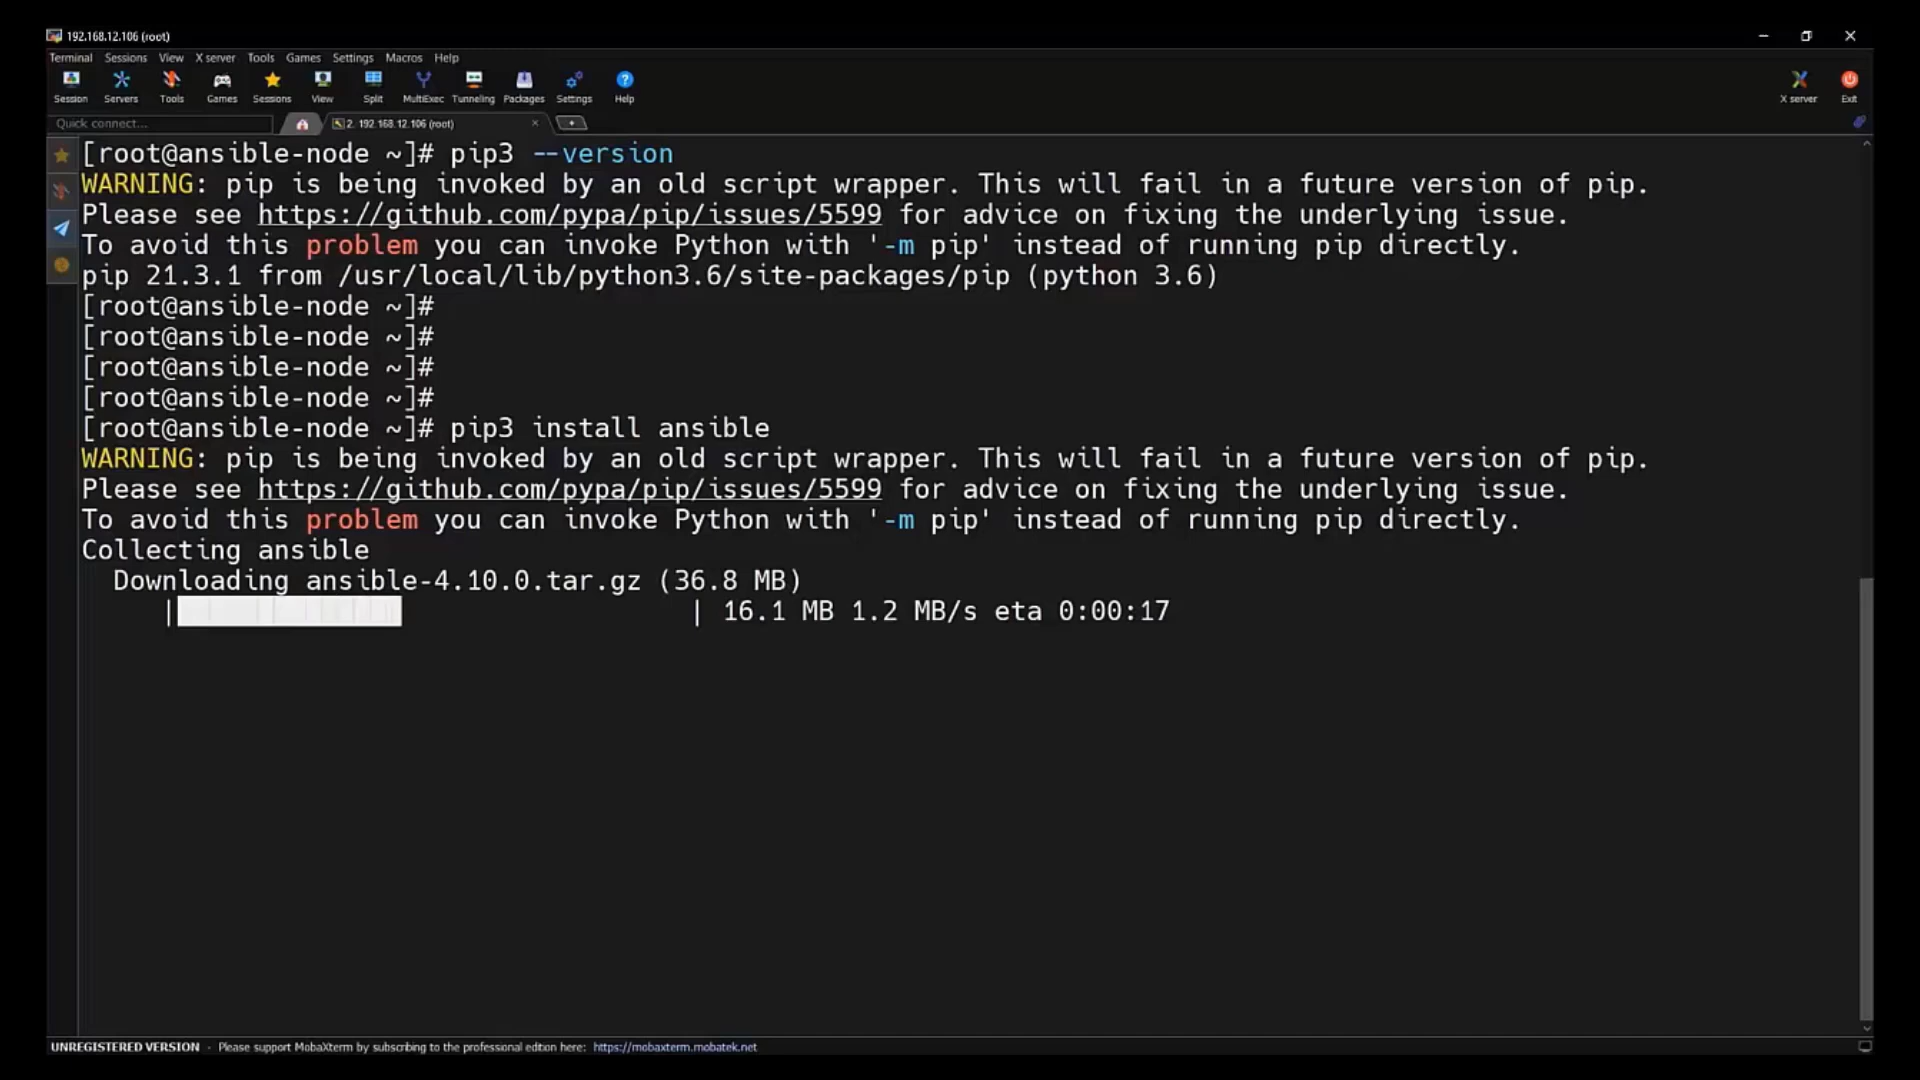 192.168.12.106 (root)
Terminal Sessions View X server Tools Games Settings Macros Help
Session Servers Tools Games Sessions View Split MultiExec Tunneling Packages Settings Help X server Exit
Quick connect... 2. 192.168.12.106 (root)
[root@ansible-node ~]# pip3 --version
WARNING: pip is being invoked by an old script wrapper. This will fail in a future version of pip.
Please see https://github.com/pypa/pip/issues/5599 for advice on fixing the underlying issue.
To avoid this problem you can invoke Python with '-m pip' instead of running pip directly.
pip 21.3.1 from /usr/local/lib/python3.6/site-packages/pip (python 3.6)
[root@ansible-node ~]#
[root@ansible-node ~]#
[root@ansible-node ~]#
[root@ansible-node ~]#
[root@ansible-node ~]# pip3 install ansible
WARNING: pip is being invoked by an old script wrapper. This will fail in a future version of pip.
Please see https://github.com/pypa/pip/issues/5599 for advice on fixing the underlying issue.
To avoid this problem you can invoke Python with '-m pip' instead of running pip directly.
Collecting ansible
Downloading ansible-4.10.0.tar.gz (36.8 MB)
| | 16.1 MB 1.2 MB/s eta 0:00:17
UNREGISTERED VERSION - Please support MobaXterm by subscribing to the professional edition here: https://mobaxterm.mobatek.net